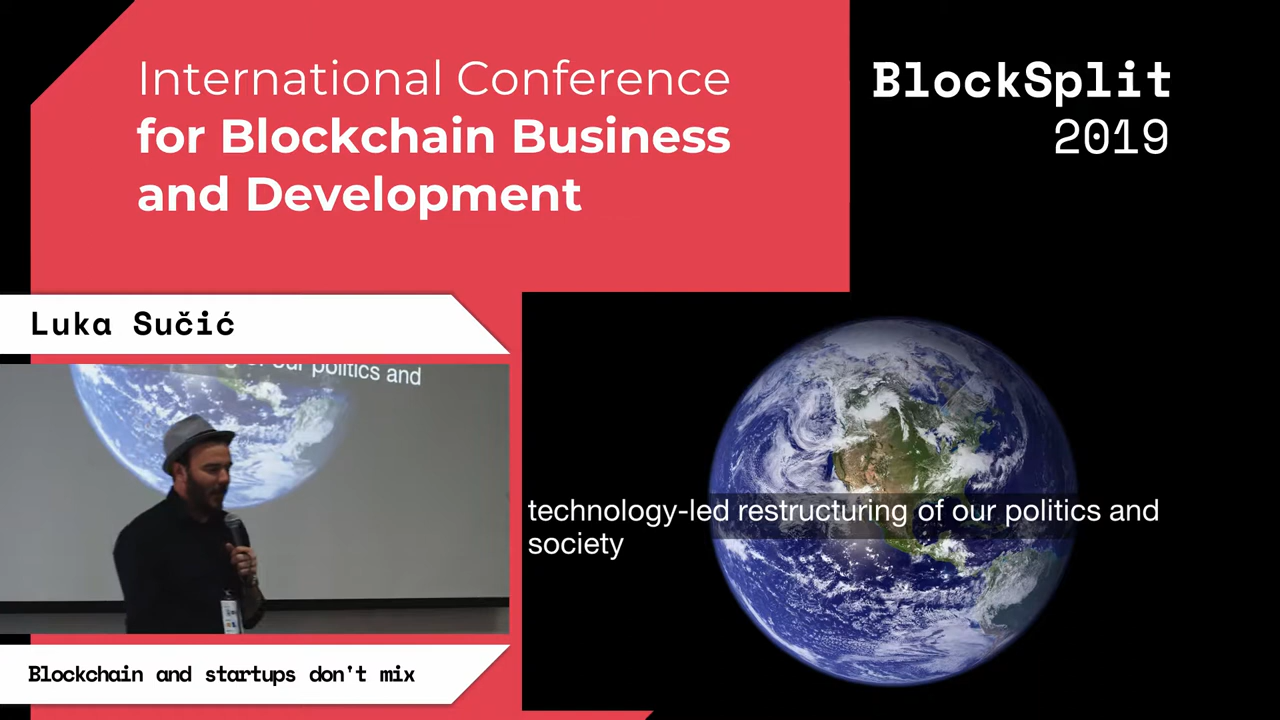 International Conference
for Blockchain Business
and Development
BlockSplit
2019
Luka Sučić
of our politics and
technology-led restructuring of our politics and
society
Blockchain and startups don't mix